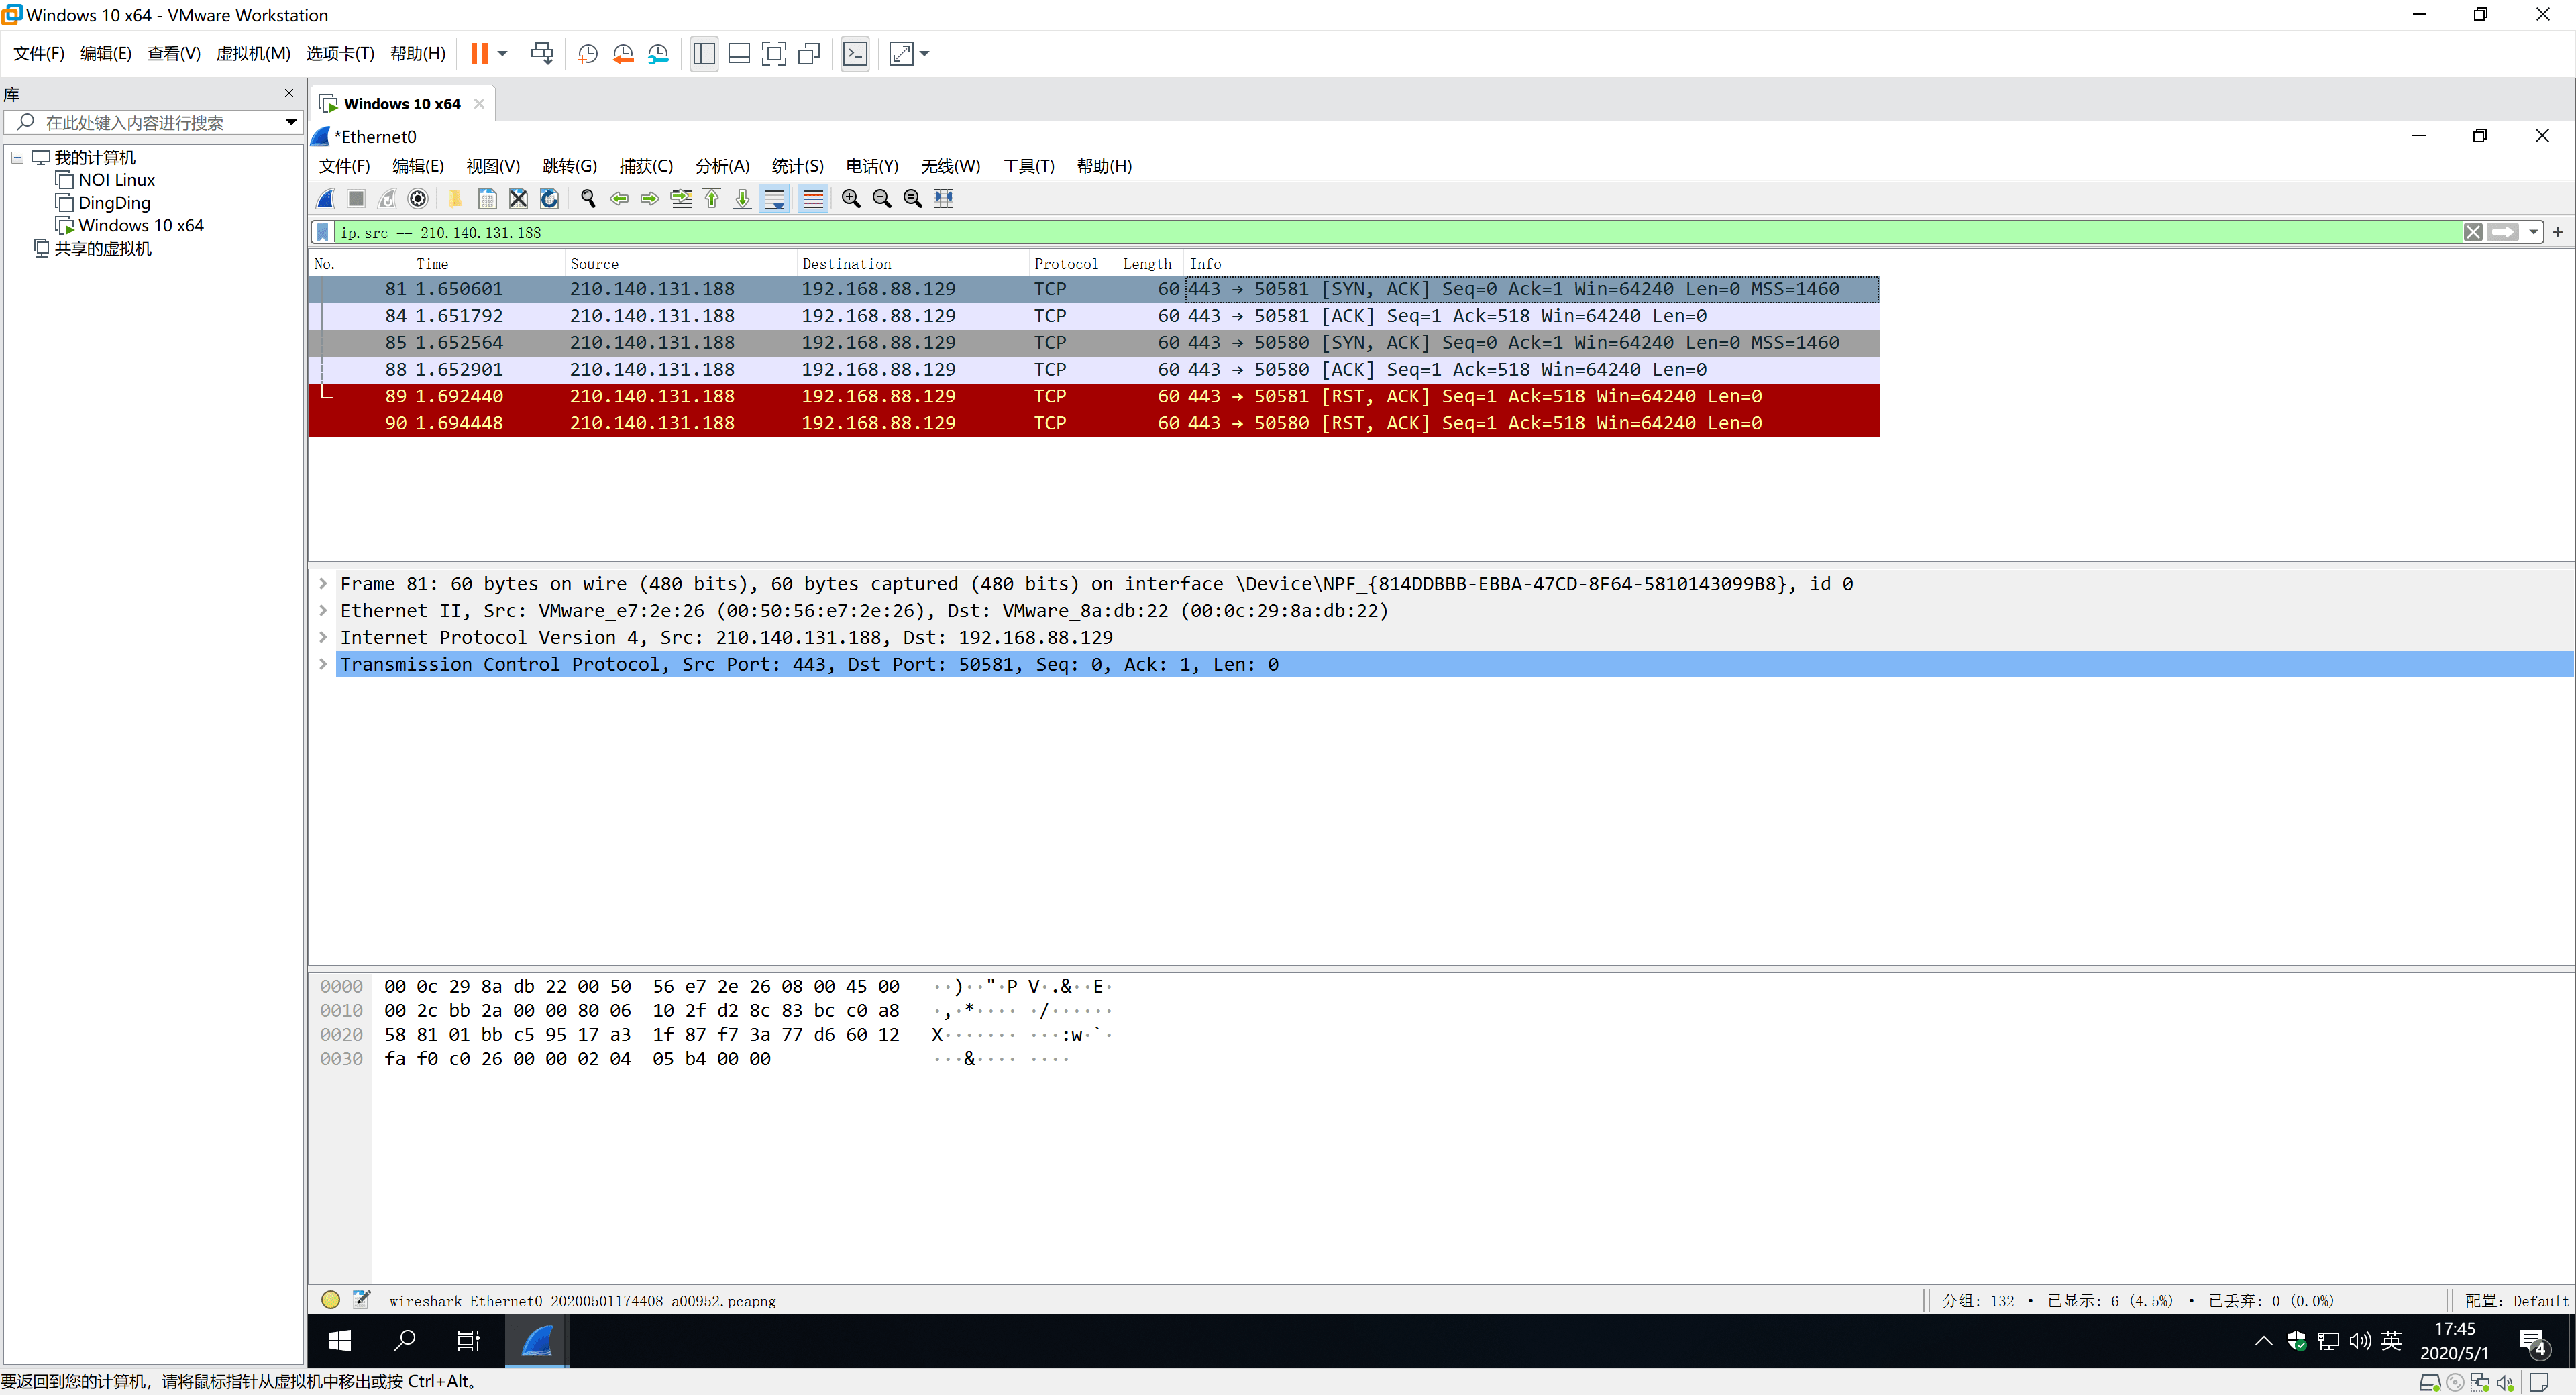 Windows 10 x64 - VMware Workstation
文件(F) 编辑(E) 查看(V) 虚拟机(M) 选项卡(T) 帮助(H)
库
在此处键入内容进行搜索
我的计算机
NOI Linux
DingDing
Windows 10 x64
共享的虚拟机
Windows 10 x64
*Ethernet0
文件(F) 编辑(E) 视图(V) 跳转(G) 捕获(C) 分析(A) 统计(S) 电话(Y) 无线(W) 工具(T) 帮助(H)
ip.src == 210.140.131.188
No. Time Source Destination Protocol Length Info
81 1.650601 210.140.131.188 192.168.88.129 TCP 60 443 → 50581 [SYN, ACK] Seq=0 Ack=1 Win=64240 Len=0 MSS=1460
84 1.651792 210.140.131.188 192.168.88.129 TCP 60 443 → 50581 [ACK] Seq=1 Ack=518 Win=64240 Len=0
85 1.652564 210.140.131.188 192.168.88.129 TCP 60 443 → 50580 [SYN, ACK] Seq=0 Ack=1 Win=64240 Len=0 MSS=1460
88 1.652901 210.140.131.188 192.168.88.129 TCP 60 443 → 50580 [ACK] Seq=1 Ack=518 Win=64240 Len=0
89 1.692440 210.140.131.188 192.168.88.129 TCP 60 443 → 50581 [RST, ACK] Seq=1 Ack=518 Win=64240 Len=0
90 1.694448 210.140.131.188 192.168.88.129 TCP 60 443 → 50580 [RST, ACK] Seq=1 Ack=518 Win=64240 Len=0
Frame 81: 60 bytes on wire (480 bits), 60 bytes captured (480 bits) on interface \Device\NPF_{814DDBBB-EBBA-47CD-8F64-5810143099B8}, id 0
Ethernet II, Src: VMware_e7:2e:26 (00:50:56:e7:2e:26), Dst: VMware_8a:db:22 (00:0c:29:8a:db:22)
Internet Protocol Version 4, Src: 210.140.131.188, Dst: 192.168.88.129
Transmission Control Protocol, Src Port: 443, Dst Port: 50581, Seq: 0, Ack: 1, Len: 0
0000 00 0c 29 8a db 22 00 50 56 e7 2e 26 08 00 45 00 ··)··"·P V·.&··E·
0010 00 2c bb 2a 00 00 80 06 10 2f d2 8c 83 bc c0 a8 ·,·*···· ·/······
0020 58 81 01 bb c5 95 17 a3 1f 87 f7 3a 77 d6 60 12 X······· ···:w·`·
0030 fa f0 c0 26 00 00 02 04 05 b4 00 00 ···&···· ····
wireshark_Ethernet0_20200501174408_a00952.pcapng 分组: 132 · 已显示: 6 (4.5%) · 已丢弃: 0 (0.0%) 配置: Default
英 17:45
2020/5/1
4
要返回到您的计算机，请将鼠标指针从虚拟机中移出或按 Ctrl+Alt。